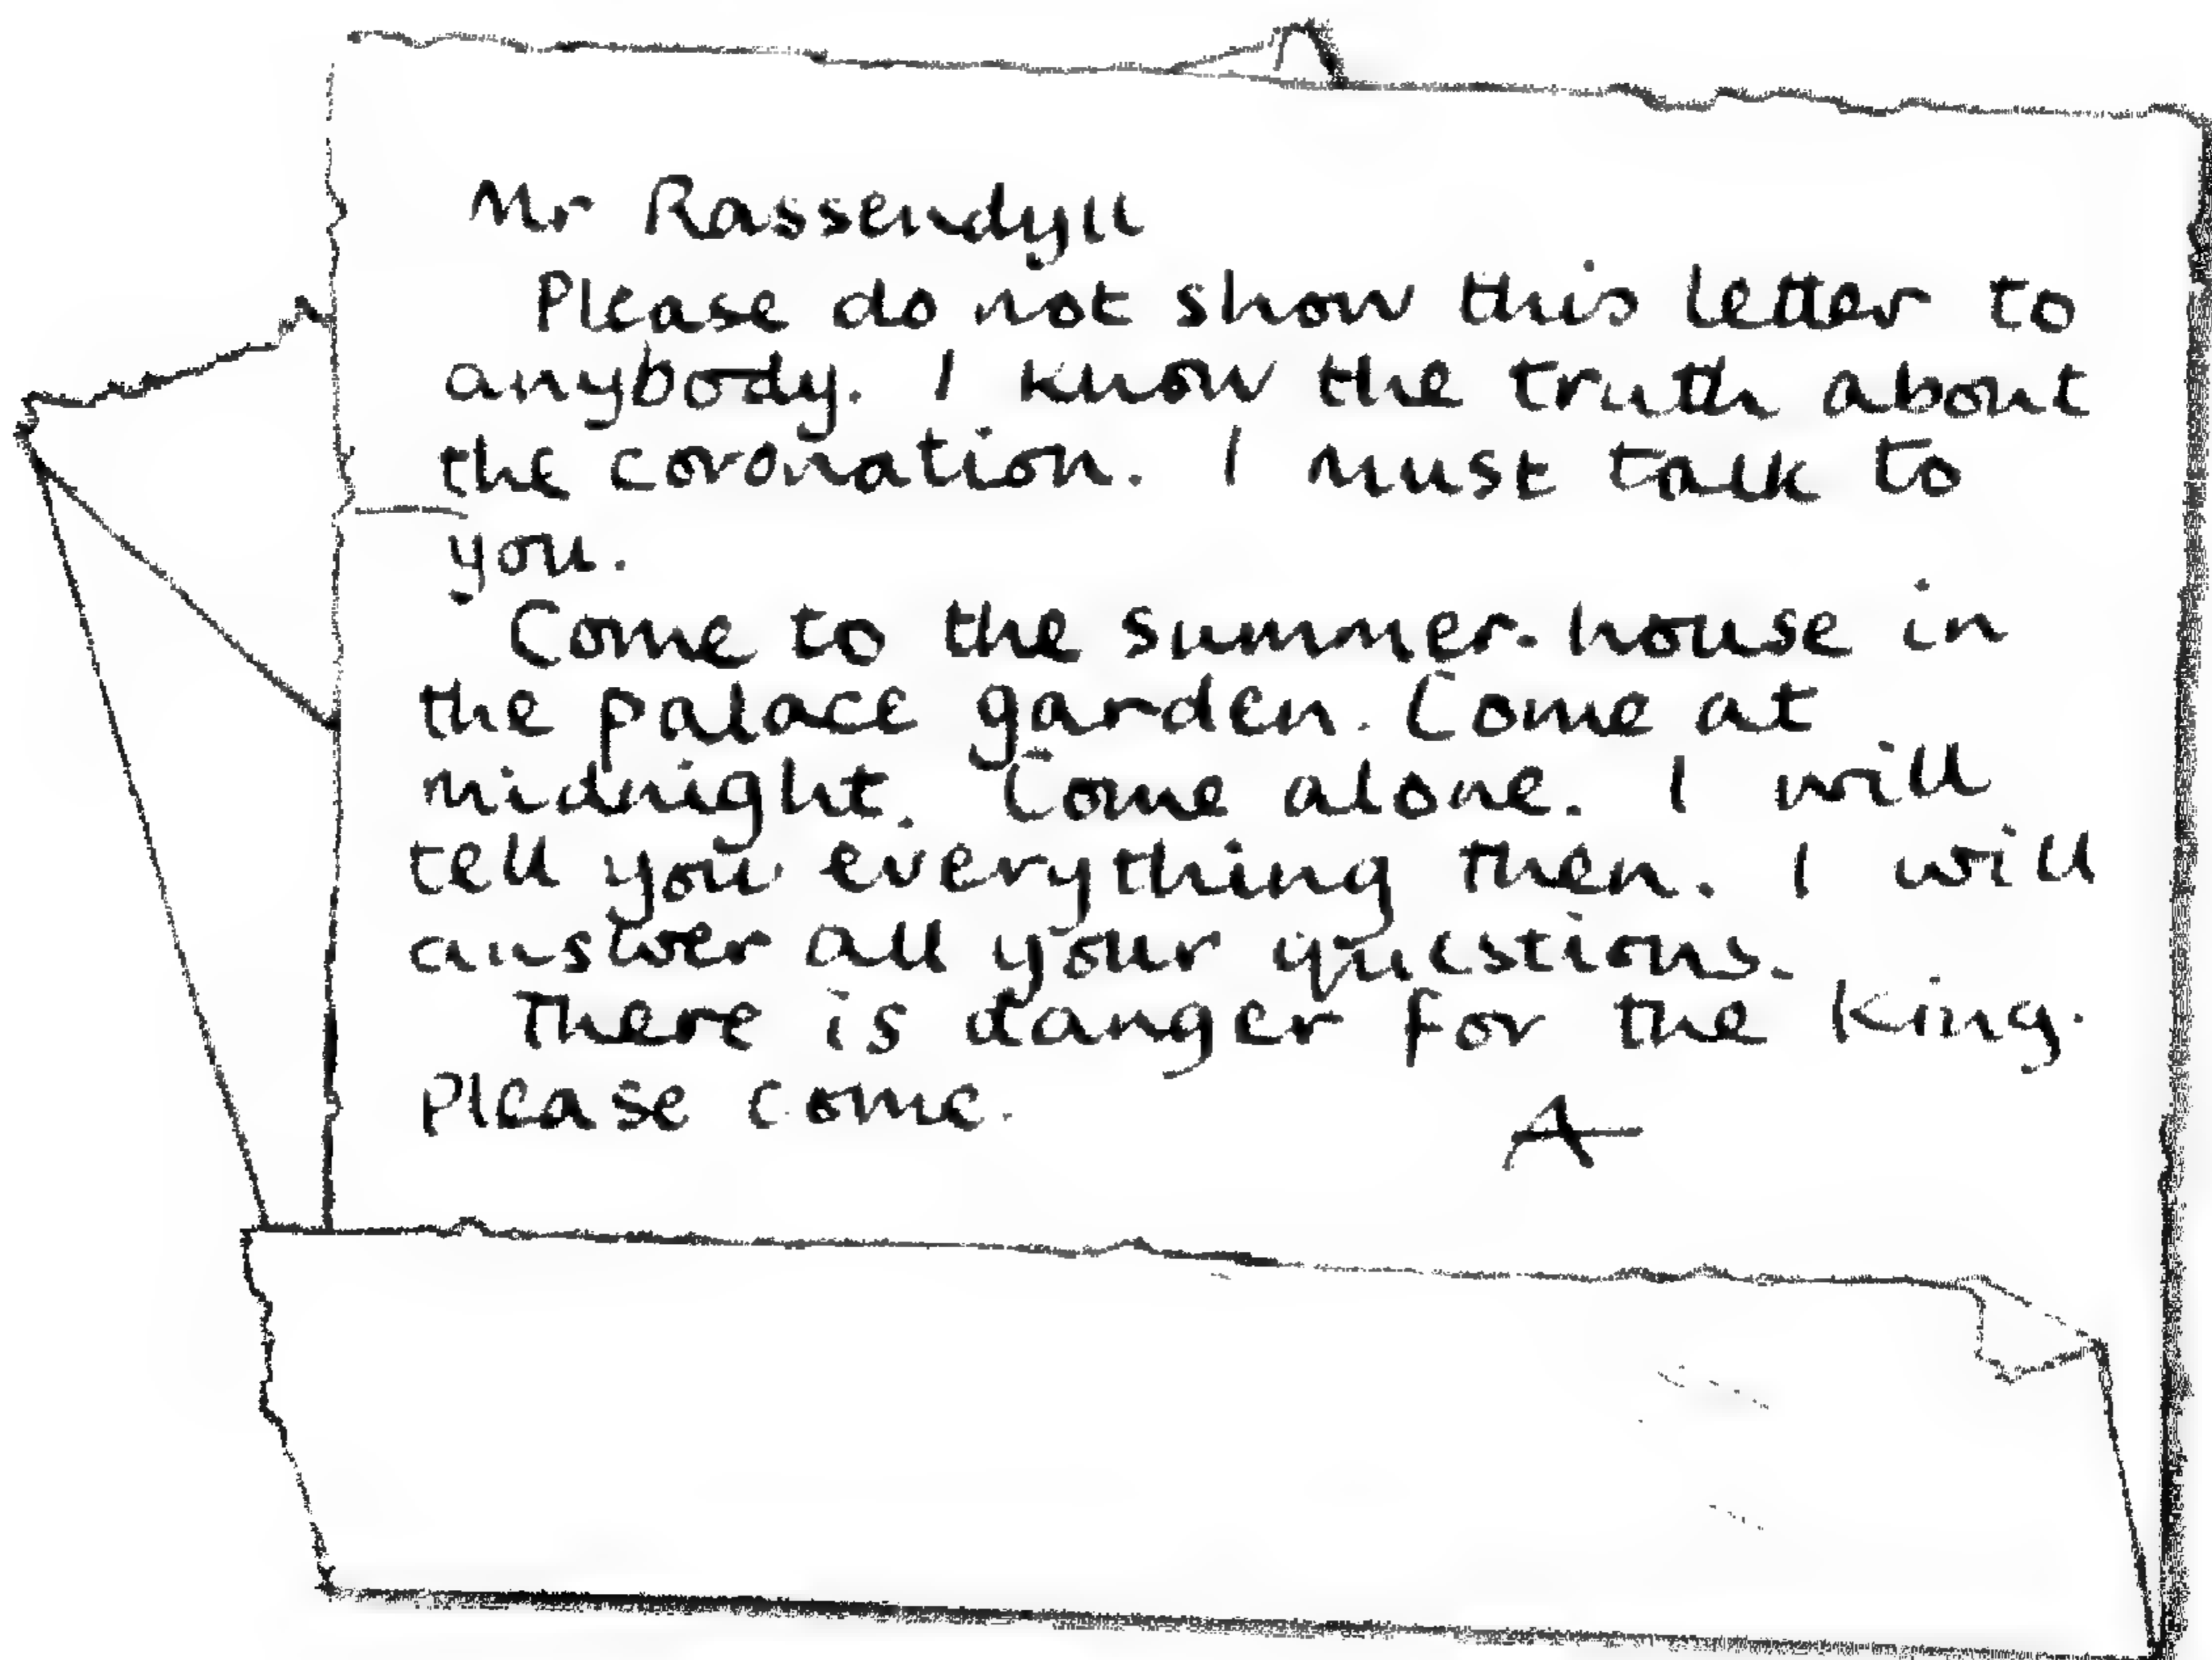 Mr Rassendyll
Please do not show this letter to
anybody. I know the truth about
the coronation. I must talk to
you.
Come to the summer-house in
the palace garden. Come at
midnight. Come alone. I will
tell you everything then. I will
answer all your questions.
There is danger for the King.
Please come.
A